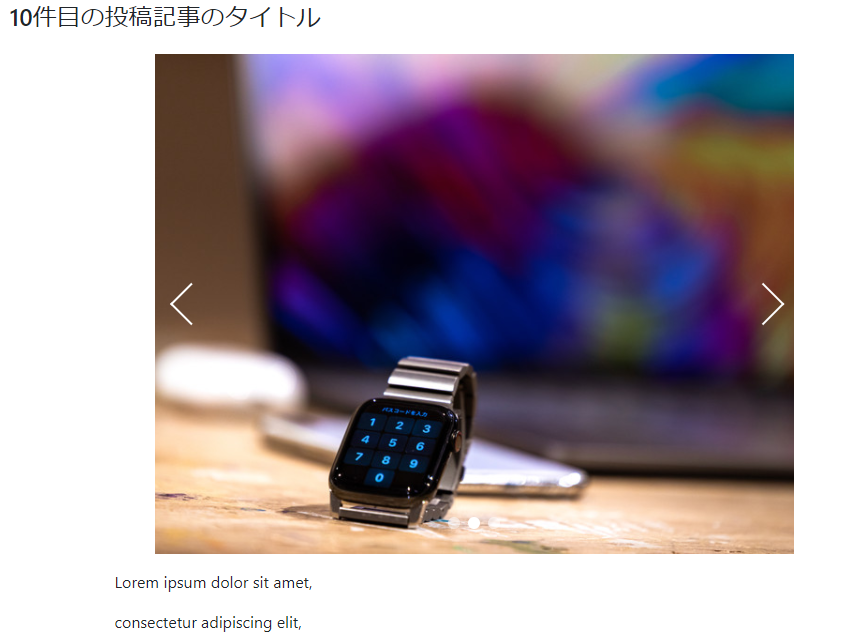 10件目の投稿記事のタイトル
パスコードを入力
1 2 3
4 5 6
7 8 9
0
Lorem ipsum dolor sit amet,
consectetur adipiscing elit,